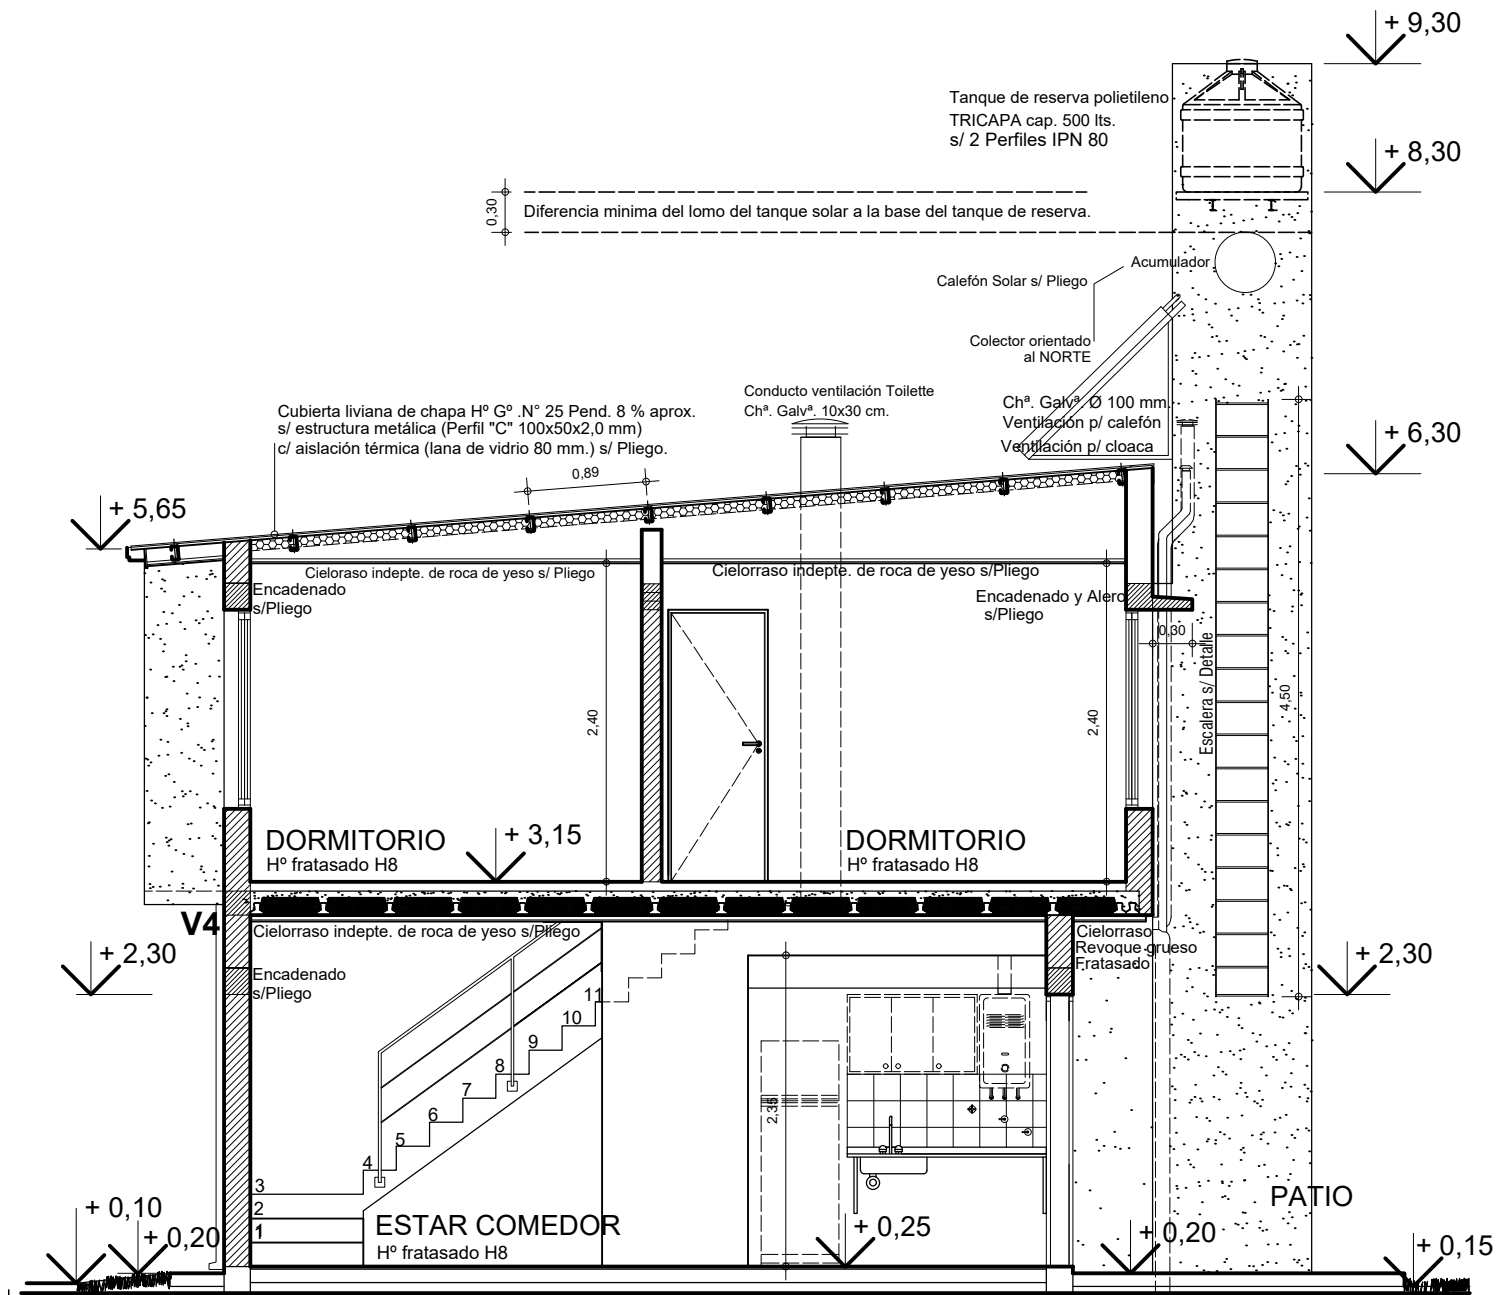 + 9,30
Tanque de reserva polietileno
TRICAPA cap. 500 lts.
s/ 2 Perfiles IPN 80
+ 8,30
0,30
Diferencia minima del lomo del tanque solar a la base del tanque de reserva.
Acumulador
Calefón Solar s/ Pliego
Colector orientado
al NORTE
Conducto ventilación Toilette
Chª. Galvª. 10x30 cm.
Chª. Galvª. Ø 100 mm.
Ventilación p/ calefón
Ventilación p/ cloaca
Cubierta liviana de chapa Hº Gº .N° 25 Pend. 8 % aprox.
s/ estructura metálica (Perfil "C" 100x50x2,0 mm)
c/ aislación térmica (lana de vidrio 80 mm.) s/ Pliego.
+ 6,30
0,89
+ 5,65
Cieloraso indepte. de roca de yeso s/ Pliego
Cielorraso indepte. de roca de yeso s/Pliego
Encadenado
s/Pliego
Encadenado y Alero
s/Pliego
0,30
Escalera s/ Detalle
4,50
2,40
2,40
DORMITORIO
Hº fratasado H8
+ 3,15
DORMITORIO
Hº fratasado H8
V4
Cielorraso indepte. de roca de yeso s/Pliego
Cielorraso
Revoque grueso
Fratasado
+ 2,30
+ 2,30
Encadenado
s/Pliego
11
10
9
8
7
6
5
4
3
2
1
2,35
ESTAR COMEDOR
Hº fratasado H8
+ 0,25
PATIO
+ 0,10
+ 0,20
+ 0,20
+ 0,15